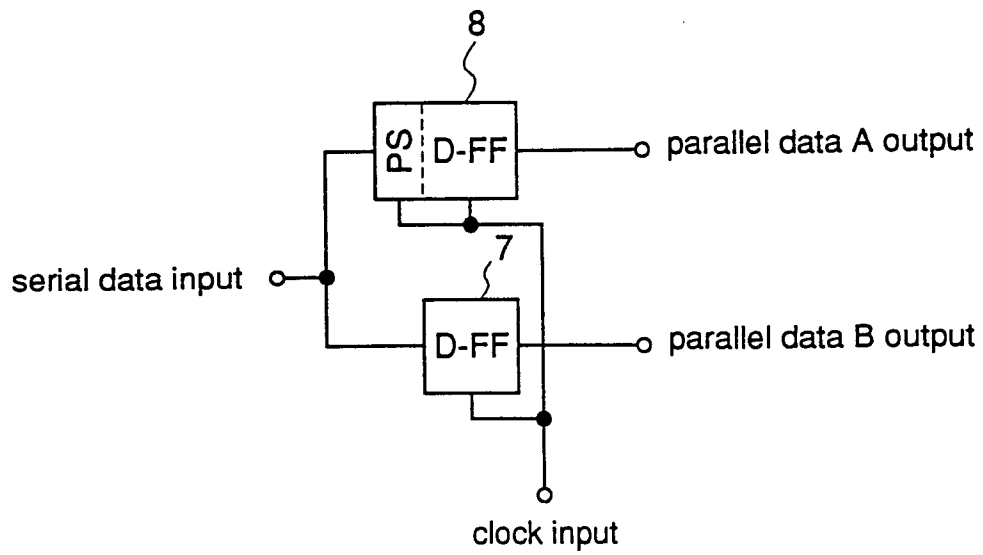 8
PS
D-FF
parallel data A output
7
serial data input
D-FF
parallel data B output
clock input